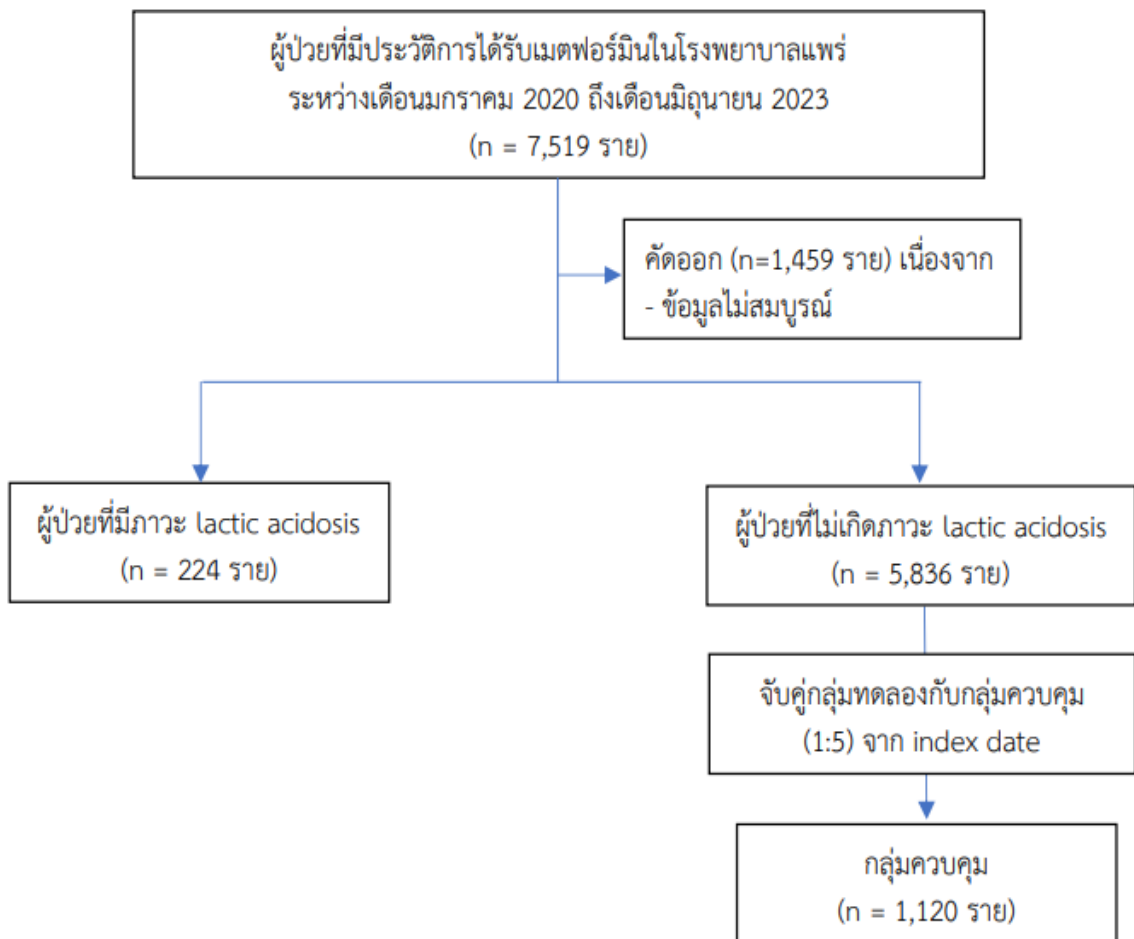 ผู้ป่วยที่มีประวัติการได้รับเมตฟอร์มินในโรงพยาบาลแพร่
ระหว่างเดือนมกราคม 2020 ถึงเดือนมิถุนายน 2023
(n = 7,519 ราย)
คัดออก (n=1,459 ราย) เนื่องจาก
- ข้อมูลไม่สมบูรณ์
ผู้ป่วยที่มีภาวะ lactic acidosis
(n = 224 ราย)
ผู้ป่วยที่ไม่เกิดภาวะ lactic acidosis
(n = 5,836 ราย)
จับคู่กลุ่มทดลองกับกลุ่มควบคุม
(1:5) จาก index date
กลุ่มควบคุม
(n = 1,120 ราย)